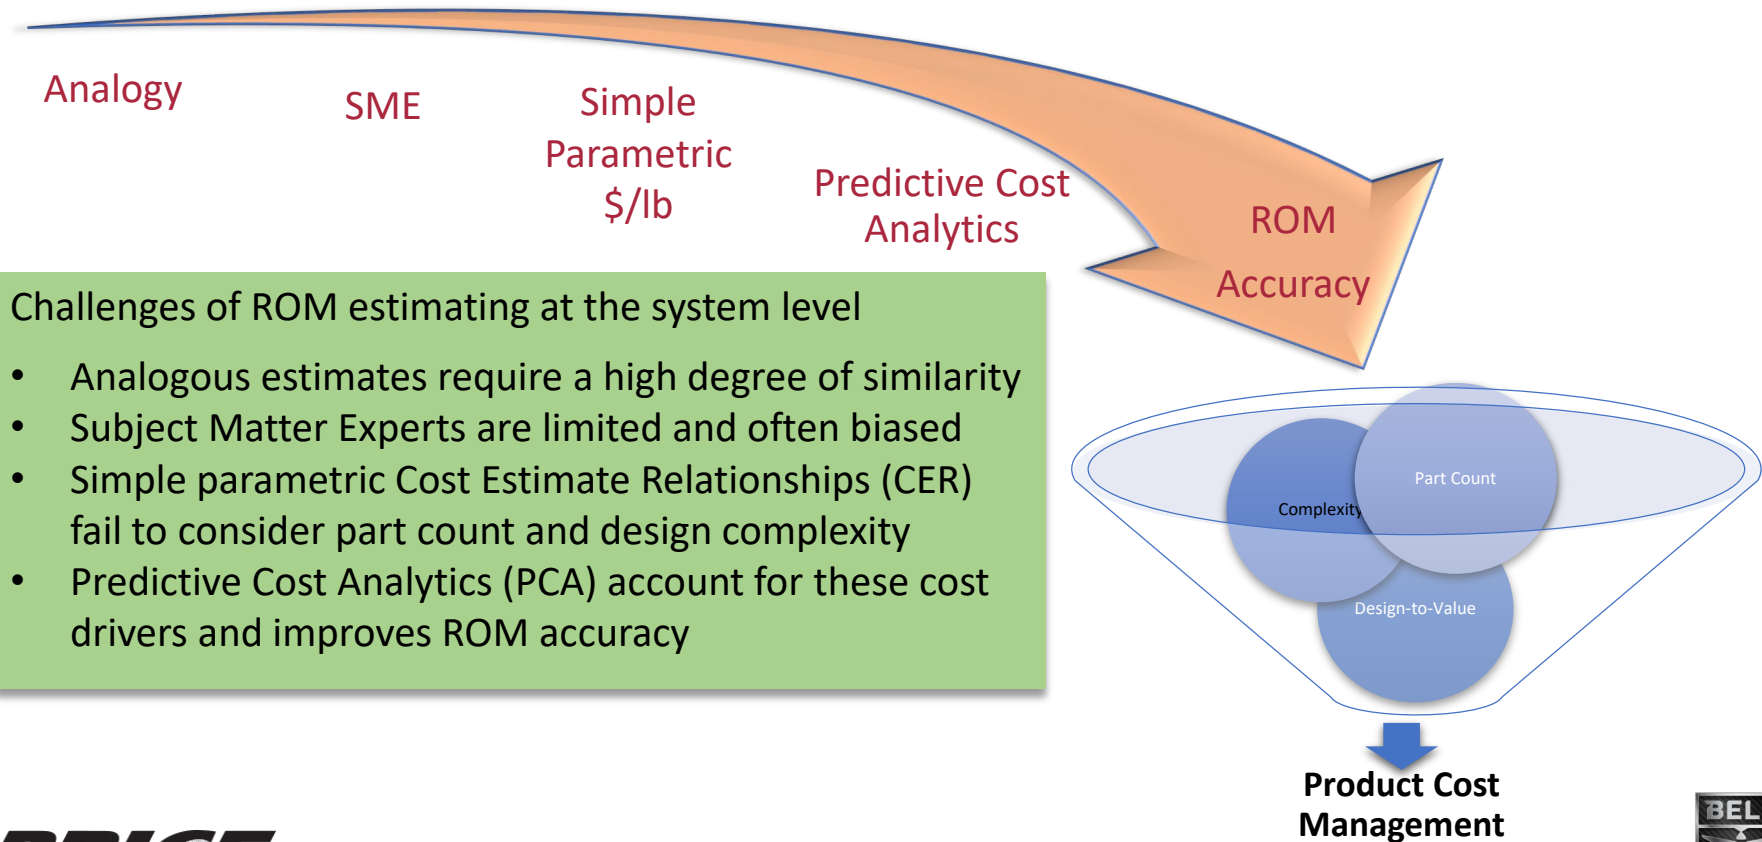 Analogy
SME
Simple
Parametric
$/lb
Predictive Cost
Analytics
ROM
Accuracy
Challenges of ROM estimating at the system level
• Analogous estimates require a high degree of similarity
• Subject Matter Experts are limited and often biased
• Simple parametric Cost Estimate Relationships (CER)
fail to consider part count and design complexity
• Predictive Cost Analytics (PCA) account for these cost
drivers and improves ROM accuracy
Part Count
Complexity
Design-to-Value
Product Cost
Management
BEL